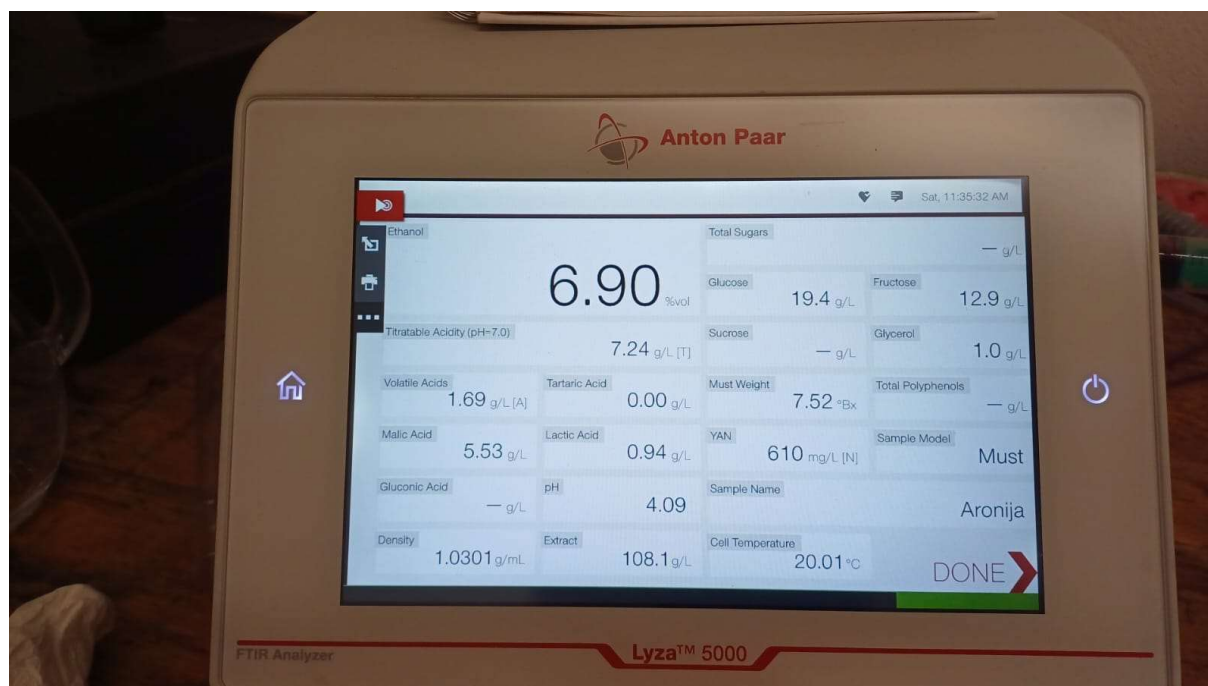 Anton Paar
Sat, 11:35:32 AM
Ethanol
6.90 %vol
Total Sugars
— g/L
Glucose
19.4 g/L
Fructose
12.9 g/L
Titratable Acidity (pH=7.0)
7.24 g/L [T]
Sucrose
— g/L
Glycerol
1.0 g/L
Volatile Acids
1.69 g/L [A]
Tartaric Acid
0.00 g/L
Must Weight
7.52 °Bx
Total Polyphenols
— g/L
Malic Acid
5.53 g/L
Lactic Acid
0.94 g/L
YAN
610 mg/L [N]
Sample Model
Must
Gluconic Acid
— g/L
pH
4.09
Sample Name
Aronija
Density
1.0301 g/mL
Extract
108.1 g/L
Cell Temperature
20.01 °C
DONE
FTIR Analyzer
Lyza™ 5000